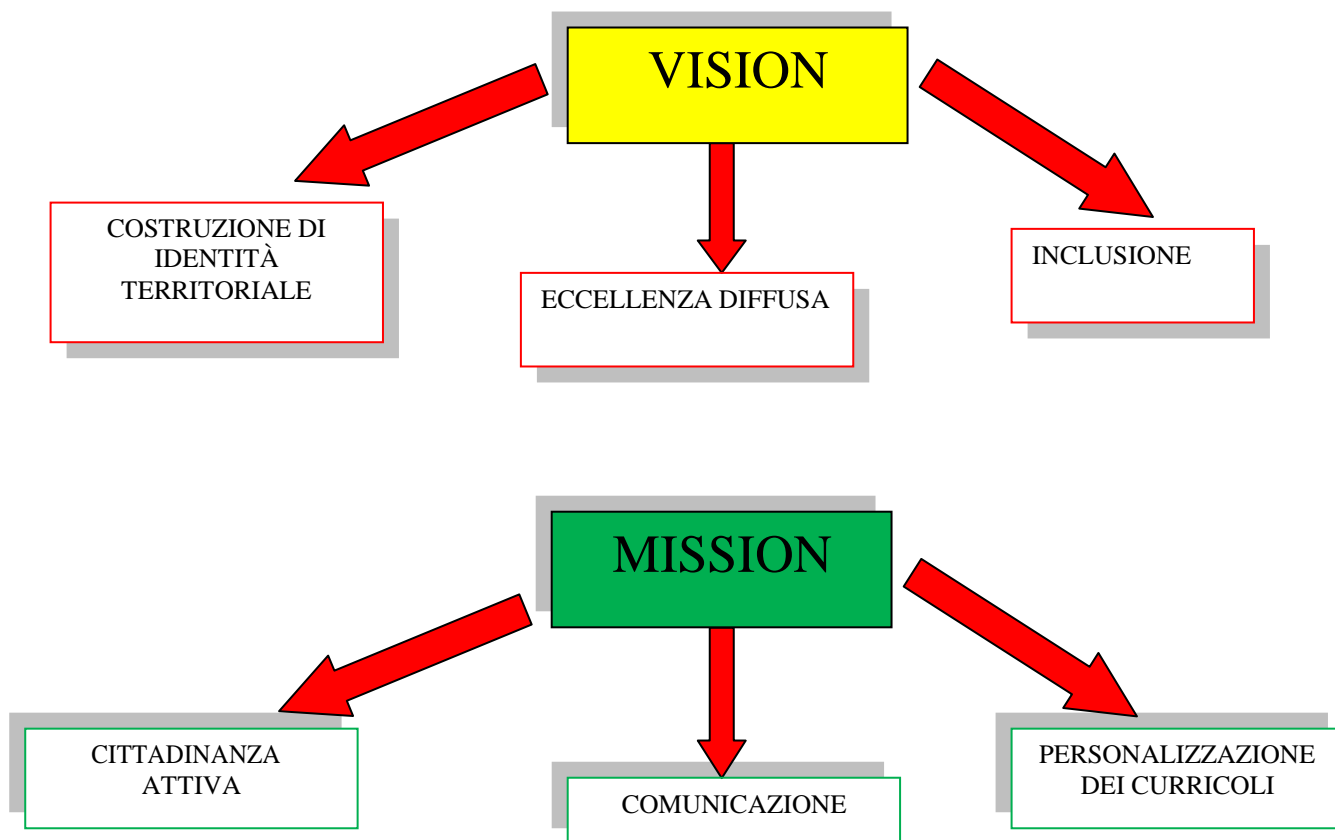 VISION
COSTRUZIONE DI
IDENTITÀ
TERRITORIALE
ECCELLENZA DIFFUSA
INCLUSIONE
MISSION
CITTADINANZA
ATTIVA
COMUNICAZIONE
PERSONALIZZAZIONE
DEI CURRICOLI